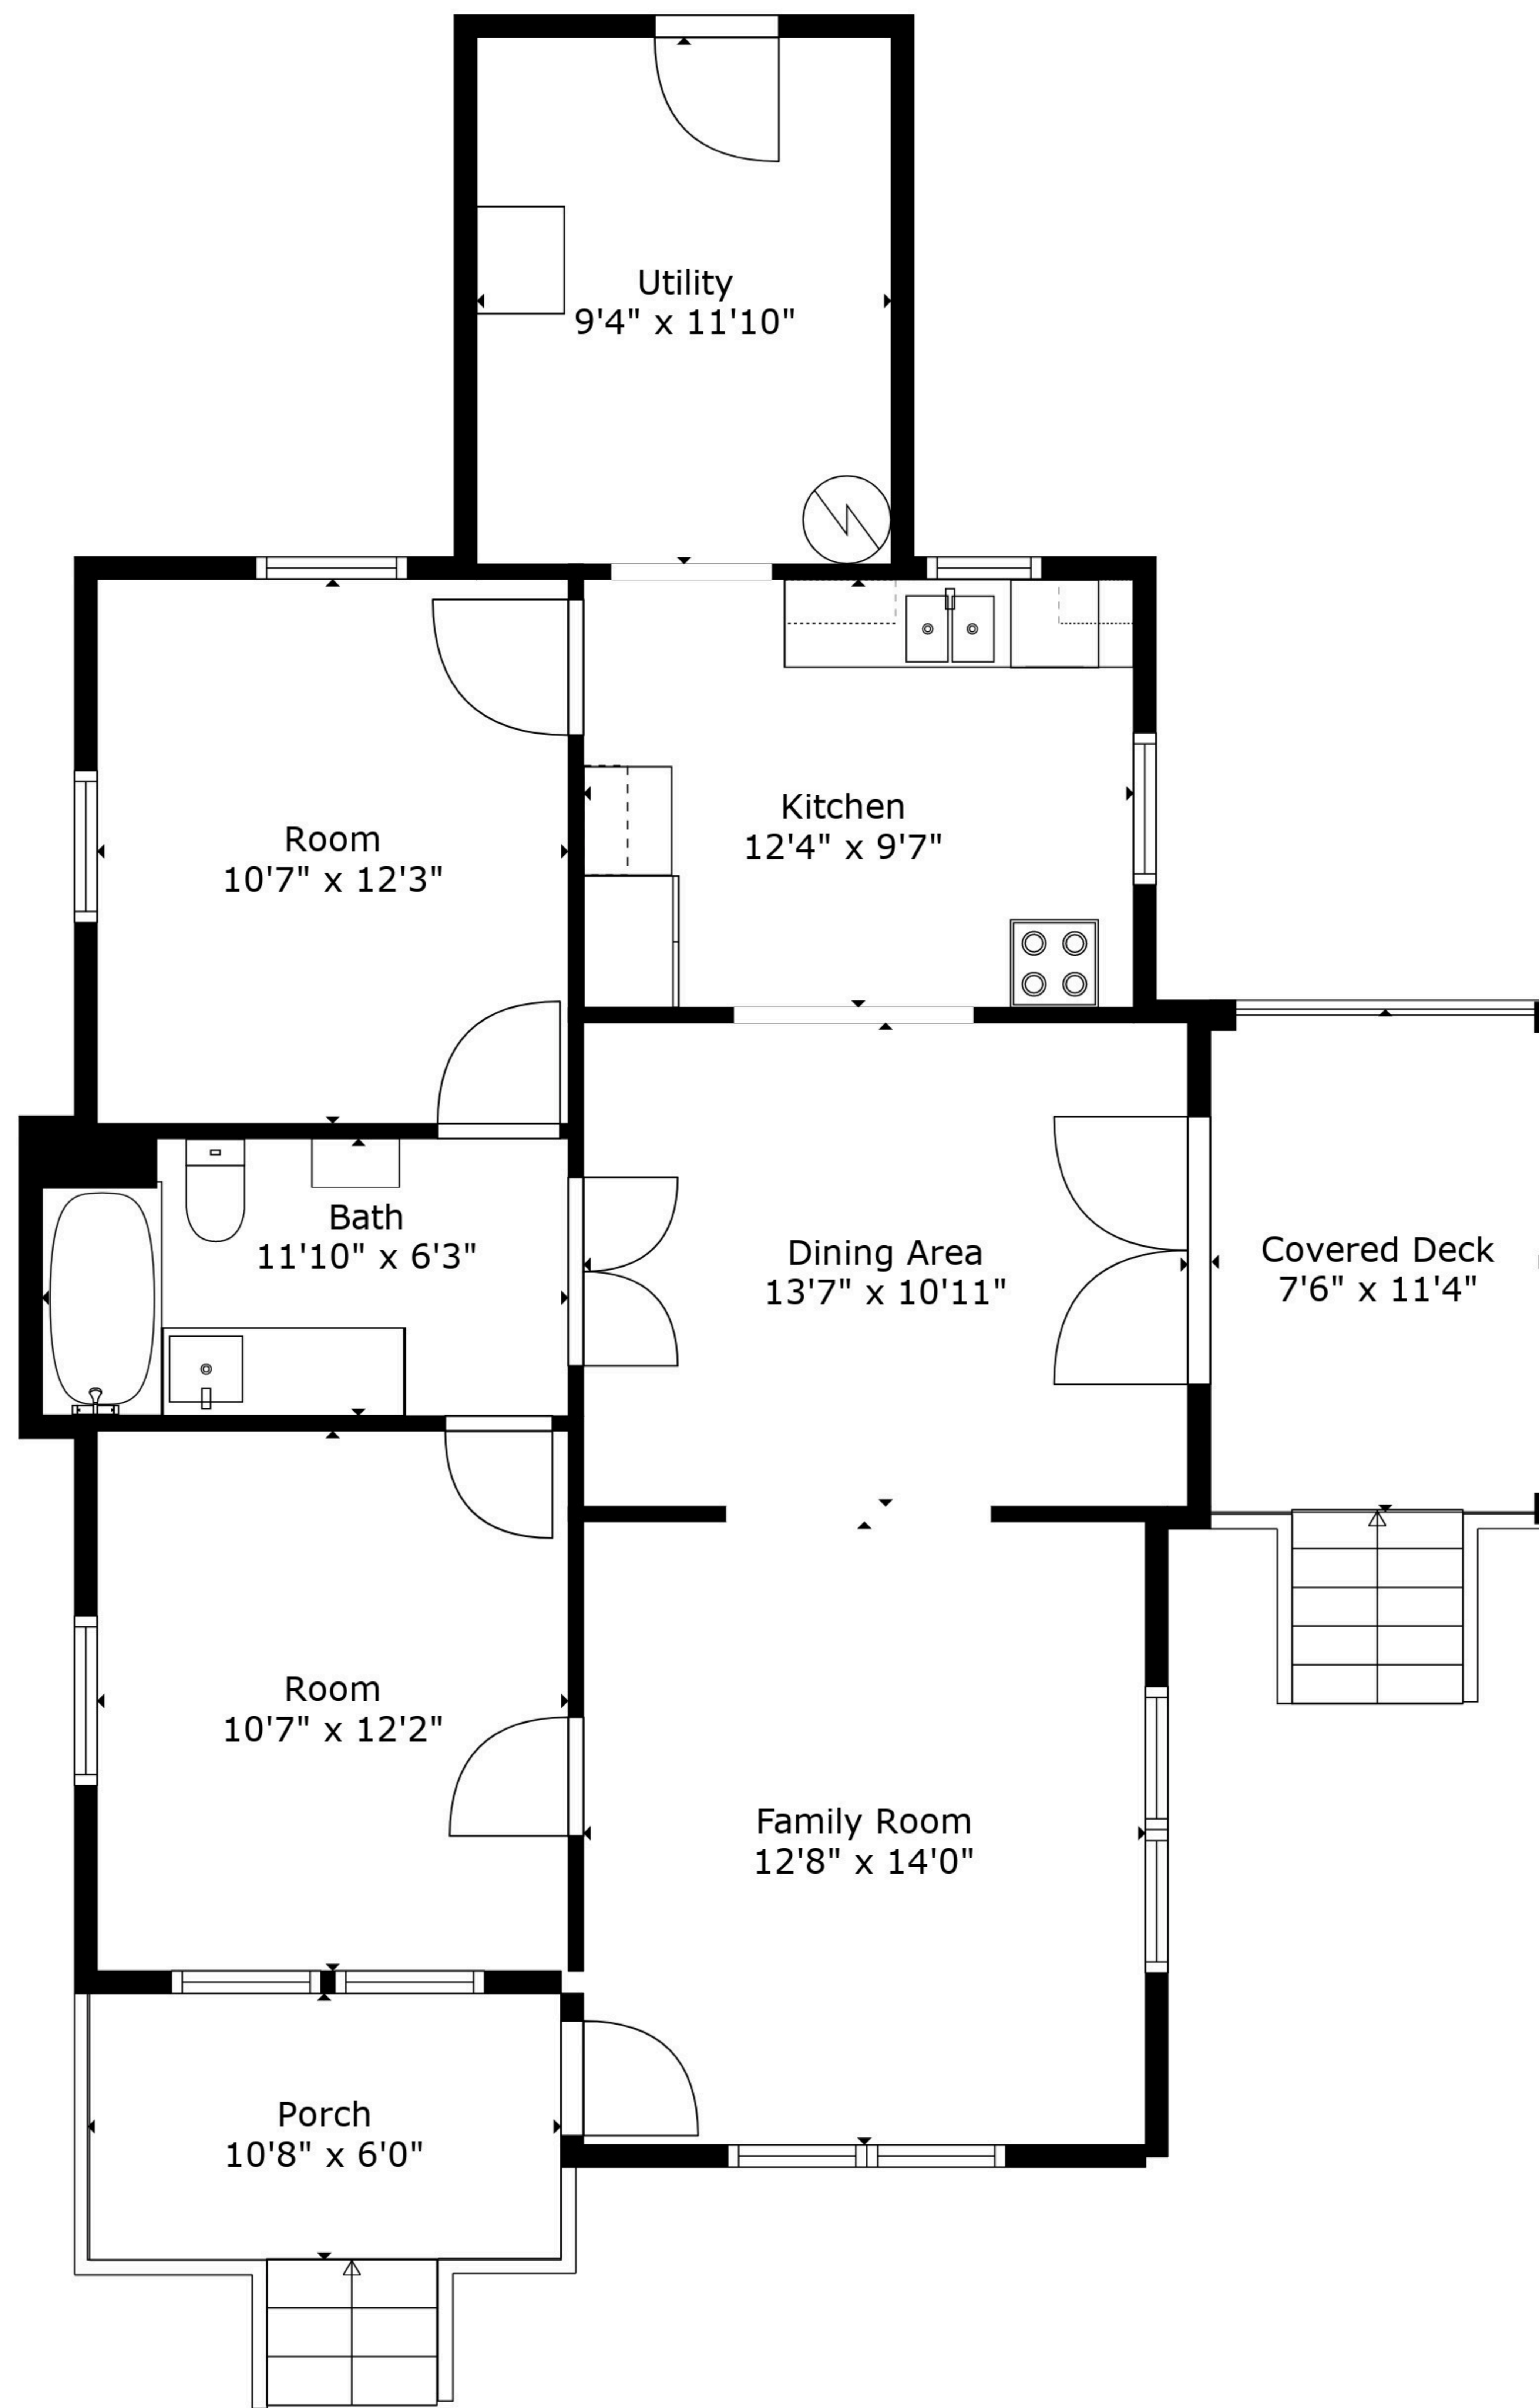 Utility
9'4" x 11'10"
Room
10'7" x 12'3"
Kitchen
12'4" x 9'7"
Bath
11'10" x 6'3"
Dining Area
13'7" x 10'11"
Covered Deck
7'6" x 11'4"
Room
10'7" x 12'2"
Family Room
12'8" x 14'0"
Porch
10'8" x 6'0"